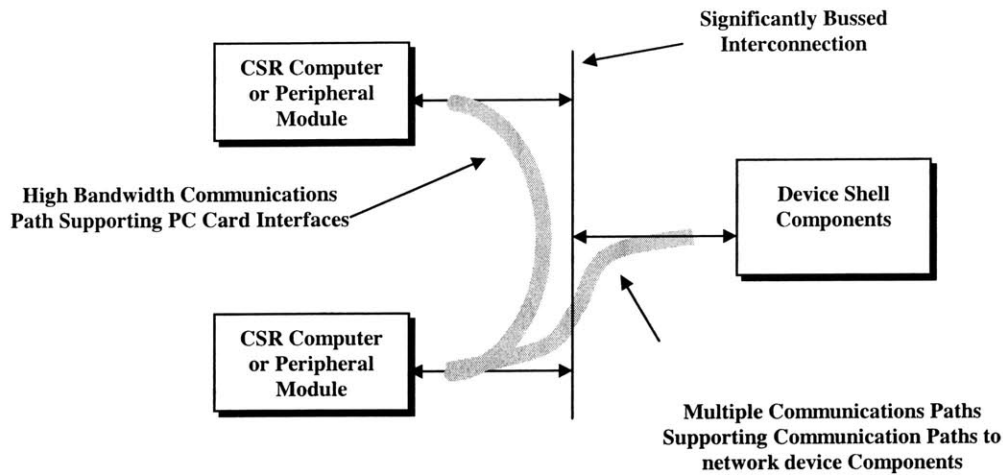 Significantly Bussed
Interconnection
CSR Computer
or Peripheral
Module
High Bandwidth Communications
Path Supporting PC Card Interfaces
Device Shell
Components
CSR Computer
or Peripheral
Module
Multiple Communications Paths
Supporting Communication Paths to
network device Components